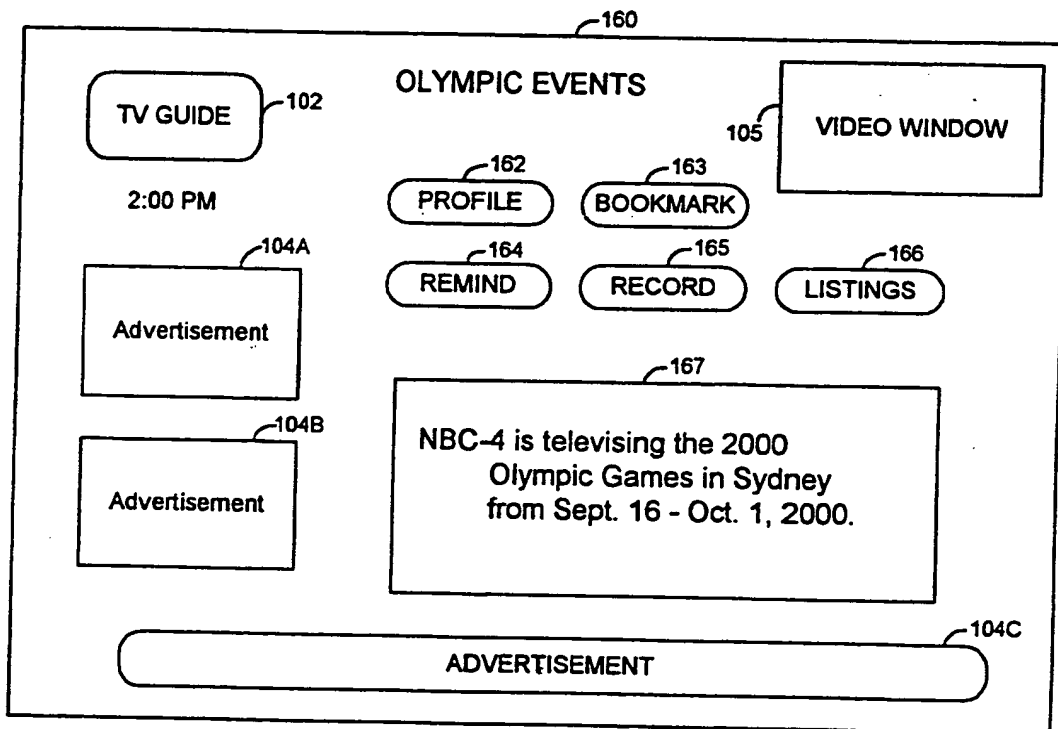 160
TV GUIDE
102
OLYMPIC EVENTS
105
VIDEO WINDOW
2:00 PM
162
PROFILE
163
BOOKMARK
164
REMIND
165
RECORD
166
LISTINGS
104A
Advertisement
104B
Advertisement
167
NBC-4 is televising the 2000
Olympic Games in Sydney
from Sept. 16 - Oct. 1, 2000.
104C
ADVERTISEMENT